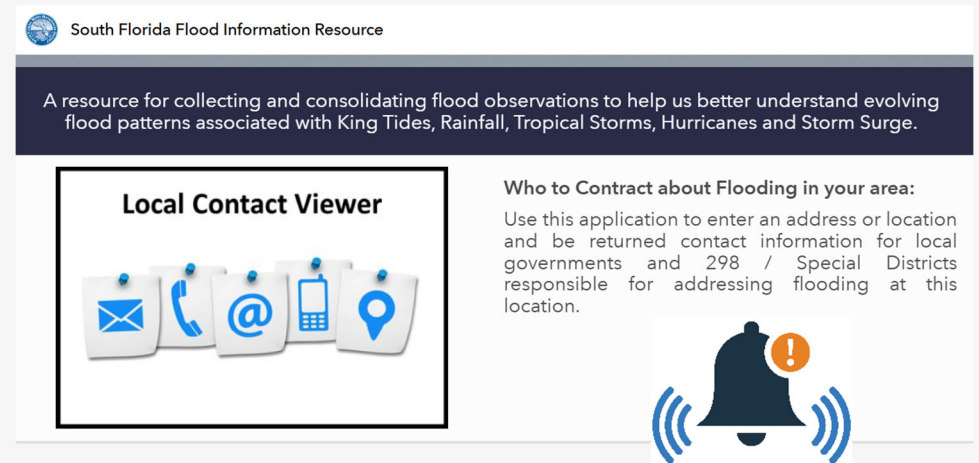 South Florida Flood Information Resource
A resource for collecting and consolidating flood observations to help us better understand evolving
flood patterns associated with King Tides, Rainfall, Tropical Storms, Hurricanes and Storm Surge.
Local Contact Viewer
@
Who to Contract about Flooding in your area:
Use this application to enter an address or location
and be returned contact information for local
governments and 298 / Special Districts
responsible for addressing flooding at this
location.
!